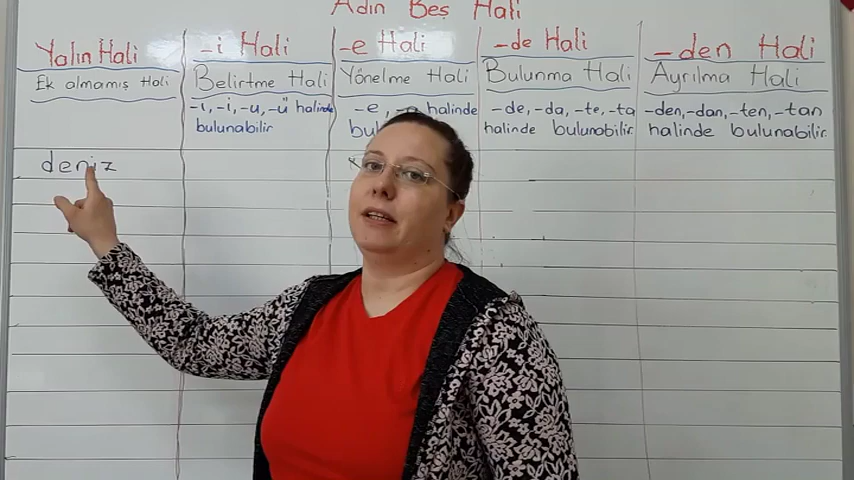 Adın Beş Hali
Yalın Hali
Ek almamış Hali
deniz
-i Hali
Belirtme Hali
-ı, -i, -u, -ü halinde
bulunabilir
-e Hali
Yönelme Hali
-e, -a halinde
-de Hali
Bulunma Hali
-de, -da, -te, -ta
halinde bulunabilir
-den Hali
Ayrılma Hali
-den, -dan, -ten, -tan
halinde bulunabilir